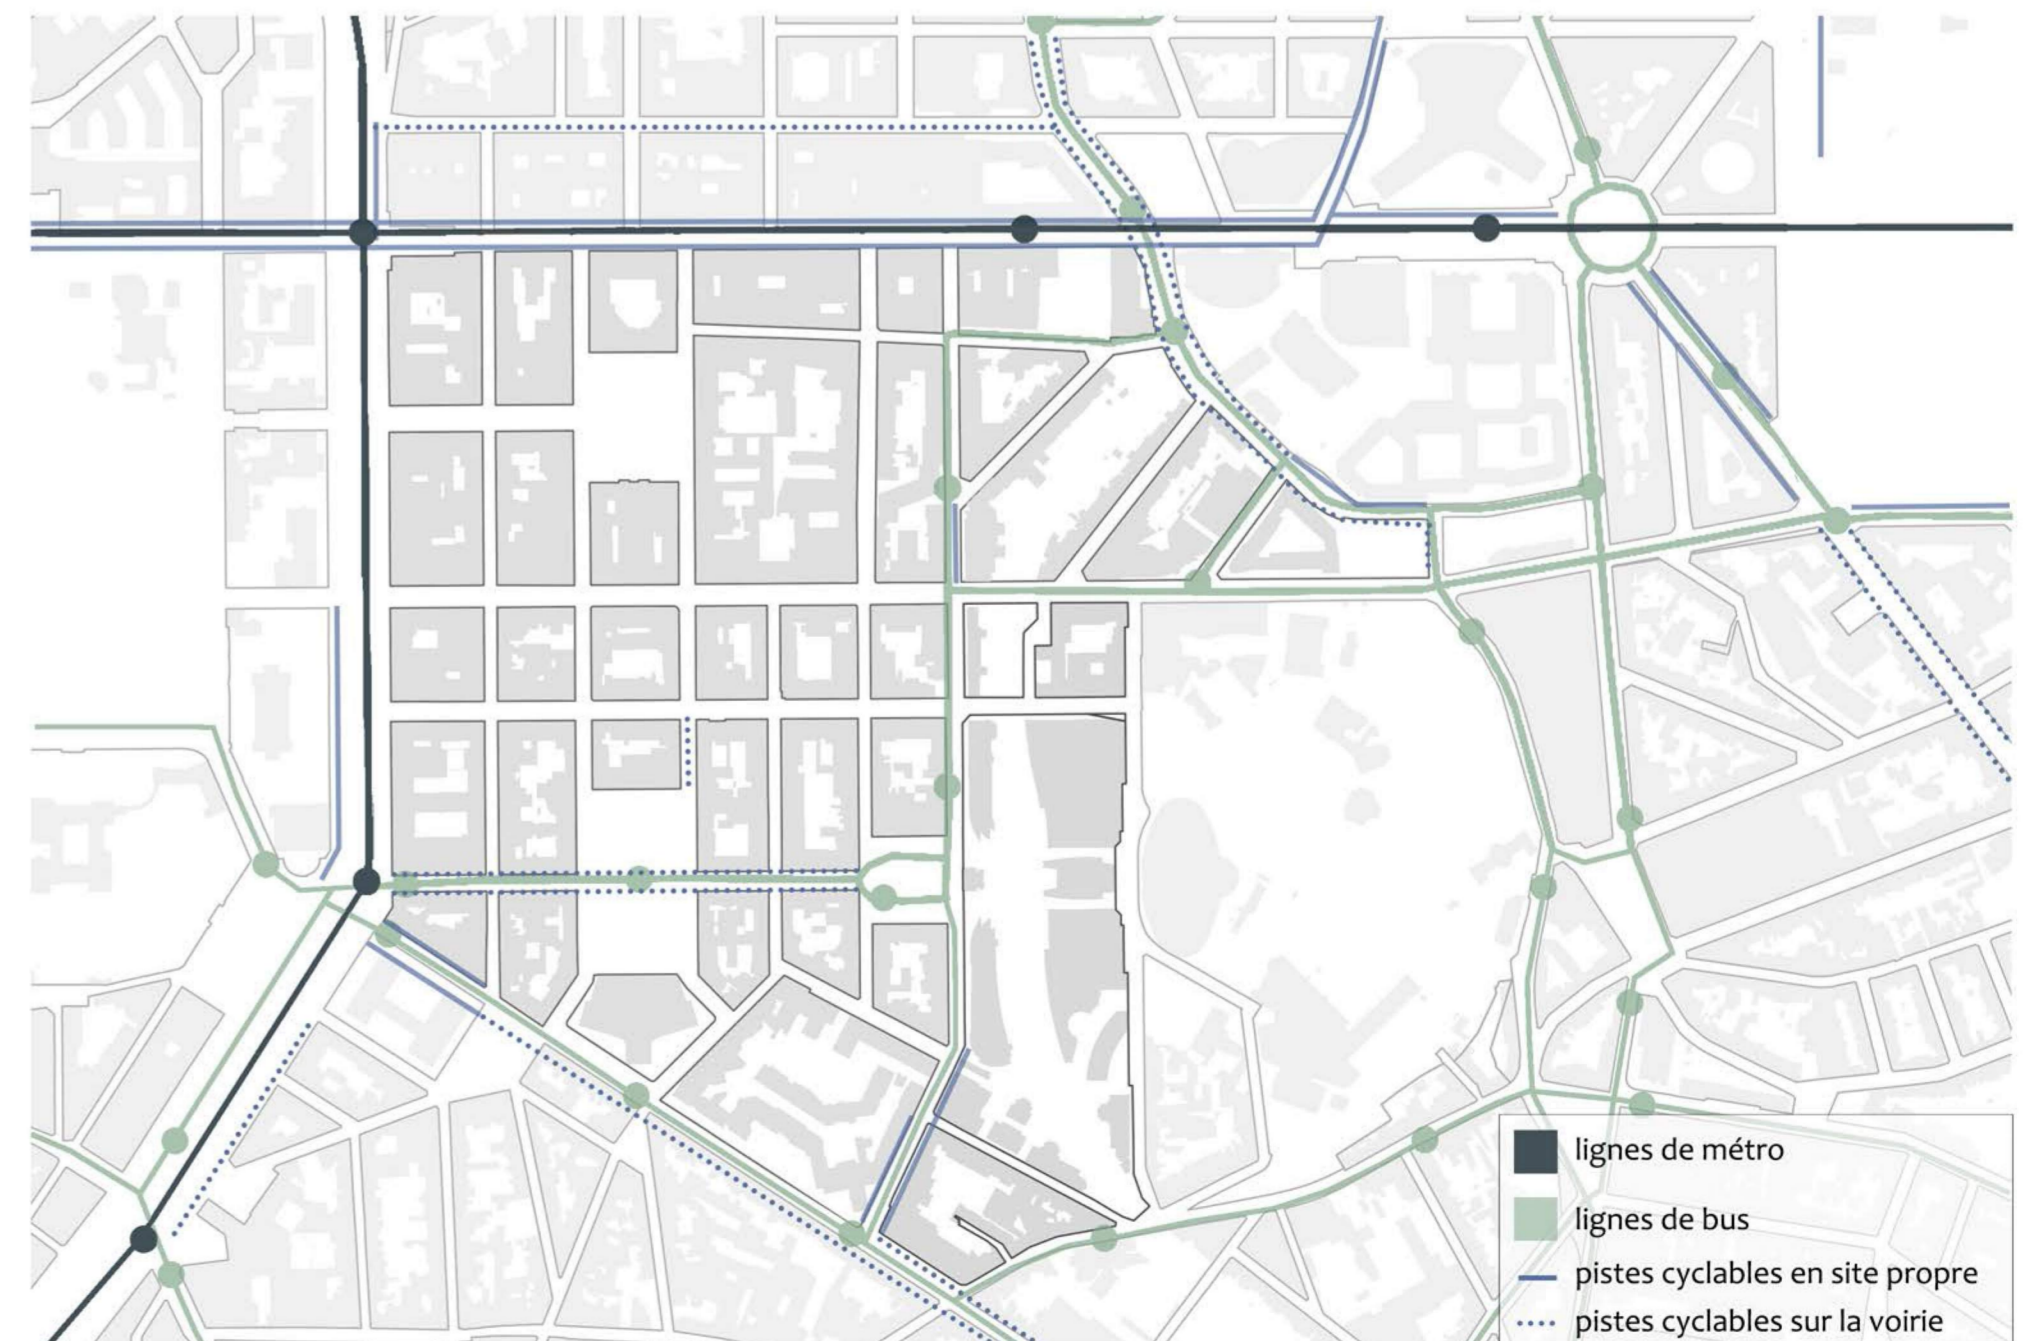 lignes de métro
lignes de bus
pistes cyclables en site propre
pistes cyclables sur la voirie